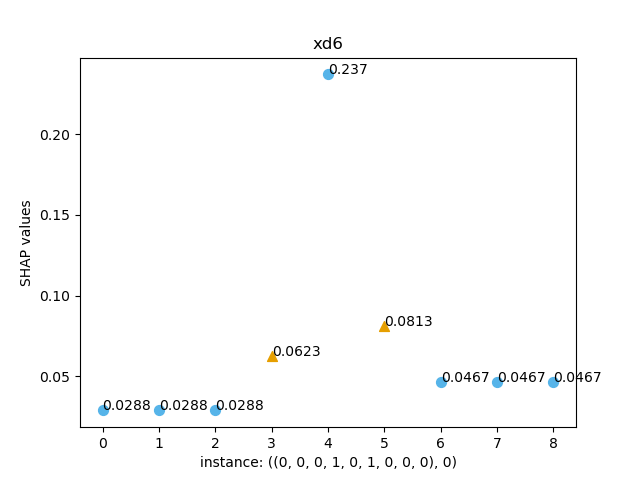 xd6
0.237
0.20
0.15
SHAP values
0.10
0.0813
0.0623
0.05
0.0467 0.0467 0.0467
0.0288 0.0288 0.0288
0 1 2 3 4 5 6 7 8
instance: ((0, 0, 0, 1, 0, 1, 0, 0, 0), 0)